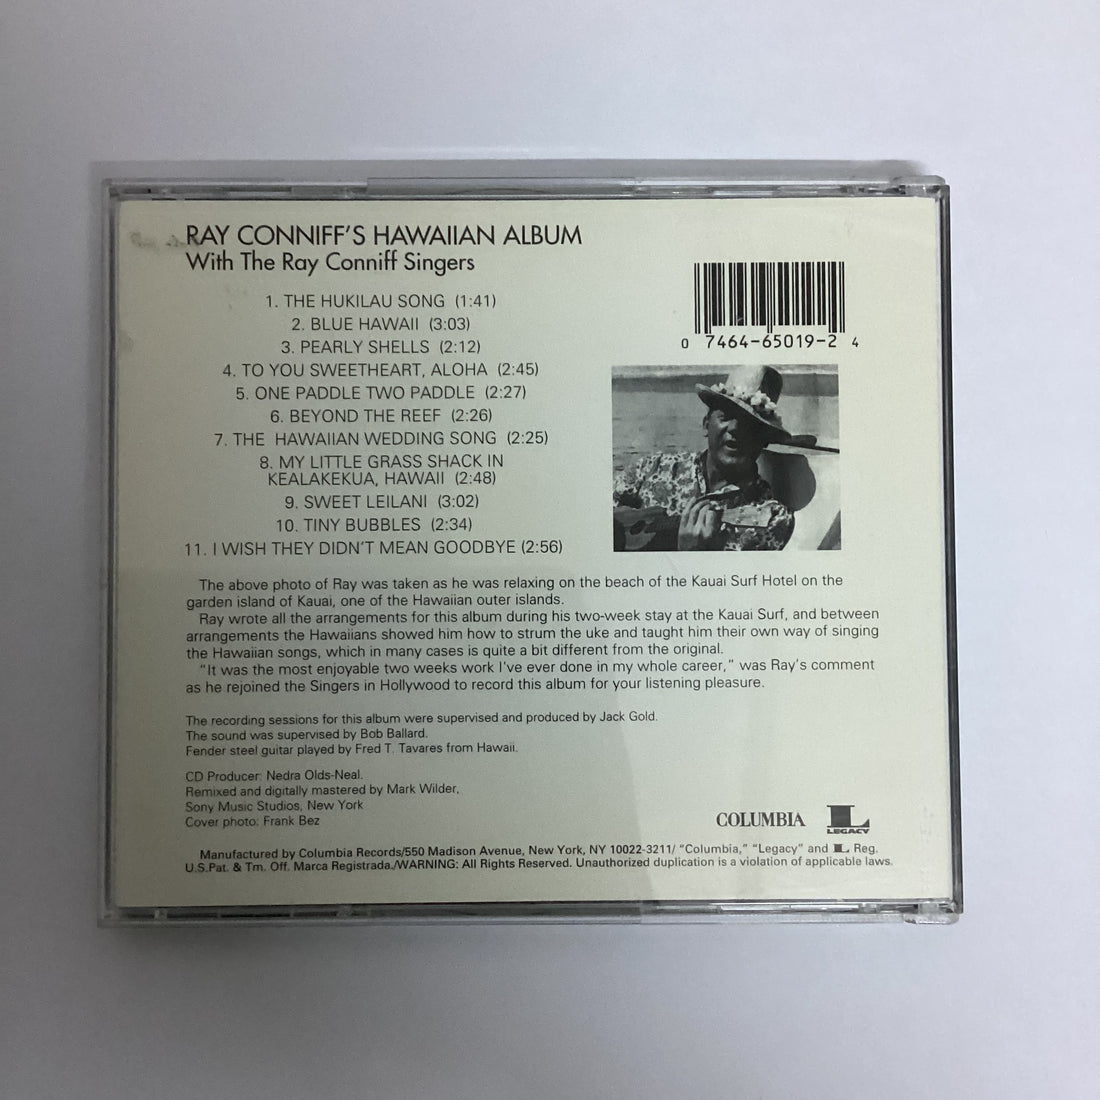 RAY CONNIFF'S HAWAIIAN ALBUM
With The Ray Conniff Singers
1. THE HUKILAU SONG (1:41)
2. BLUE HAWAII (3:03)
3. PEARLY SHELLS (2:12)
4. TO YOU SWEETHEART, ALOHA (2:45)
5. ONE PADDLE TWO PADDLE (2:27)
6. BEYOND THE REEF (2:26)
7. THE HAWAIIAN WEDDING SONG (2:25)
8. MY LITTLE GRASS SHACK IN
KEALAKEKUA, HAWAII (2:48)
9. SWEET LEILANI (3:02)
10. TINY BUBBLES (2:34)
11. I WISH THEY DIDN'T MEAN GOODBYE (2:56)
0 7464-65019-2 4
The above photo of Ray was taken as he was relaxing on the beach of the Kauai Surf Hotel on the
garden island of Kauai, one of the Hawaiian outer islands.
Ray wrote all the arrangements for this album during his two-week stay at the Kauai Surf, and between
arrangements the Hawaiians showed him how to strum the uke and taught him their own way of singing
the Hawaiian songs, which in many cases is quite a bit different from the original.
"It was the most enjoyable two weeks work I've ever done in my whole career," was Ray's comment
as he rejoined the Singers in Hollywood to record this album for your listening pleasure.
The recording sessions for this album were supervised and produced by Jack Gold.
The sound was supervised by Bob Ballard.
Fender steel guitar played by Fred T. Tavares from Hawaii.
CD Producer: Nedra Olds-Neal.
Remixed and digitally mastered by Mark Wilder,
Sony Music Studios, New York
Cover photo: Frank Bez
COLUMBIA
L
LEGACY
Manufactured by Columbia Records/550 Madison Avenue, New York, NY 10022-3211/ "Columbia," "Legacy" and L Reg.
U.S.Pat. & Tm. Off. Marca Registrada./WARNING: All Rights Reserved. Unauthorized duplication is a violation of applicable laws.